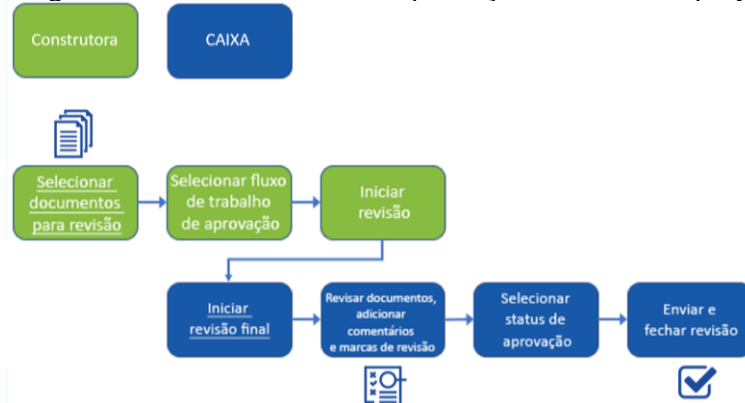 Construtora
CAIXA
Selecionar
documentos
para revisão
Selecionar fluxo
de trabalho
de aprovação
Iniciar
revisão
Iniciar
revisão final
Revisar documentos,
adicionar
comentários
e marcas de revisão
Selecionar
status de
aprovação
Enviar e
fechar revisão